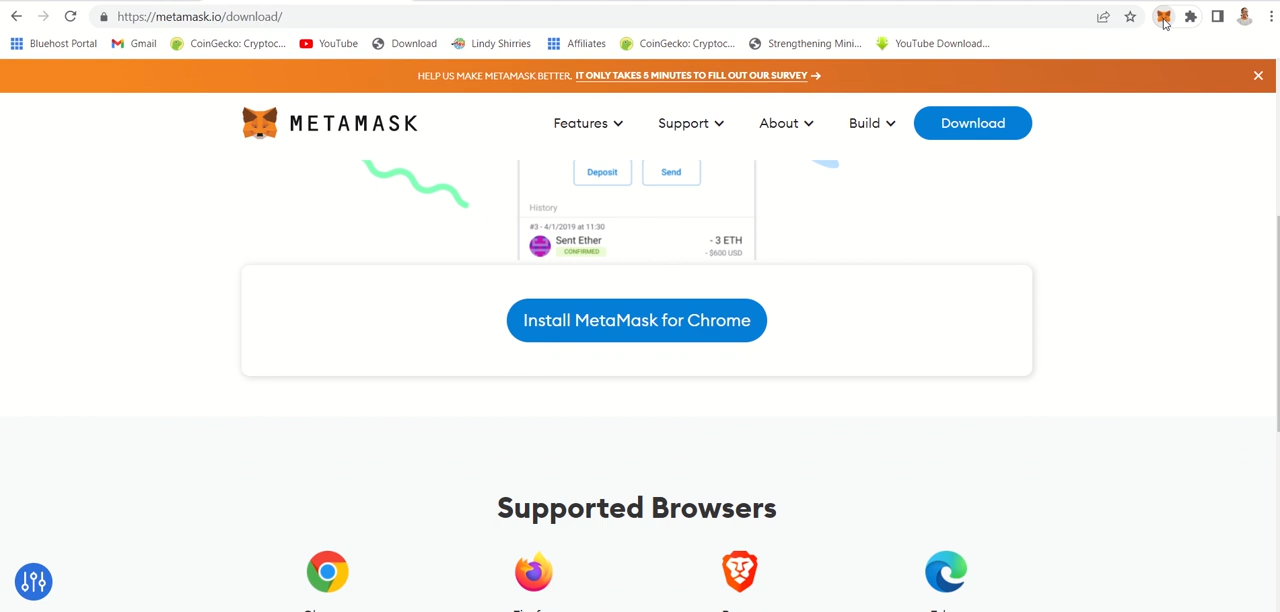 https://metamask.io/download/
Bluehost Portal Gmail CoinGecko: Cryptoc... YouTube Download Lindy Shirries Affiliates CoinGecko: Cryptoc... Strengthening Mini... YouTube Download...
HELP US MAKE METAMASK BETTER. IT ONLY TAKES 5 MINUTES TO FILL OUT OUR SURVEY →
METAMASK Features Support About Build Download
Deposit Send
History
#3 - 4/1/2019 at 11:30
Sent Ether - 3 ETH
CONFIRMED - $600 USD
Install MetaMask for Chrome
Supported Browsers